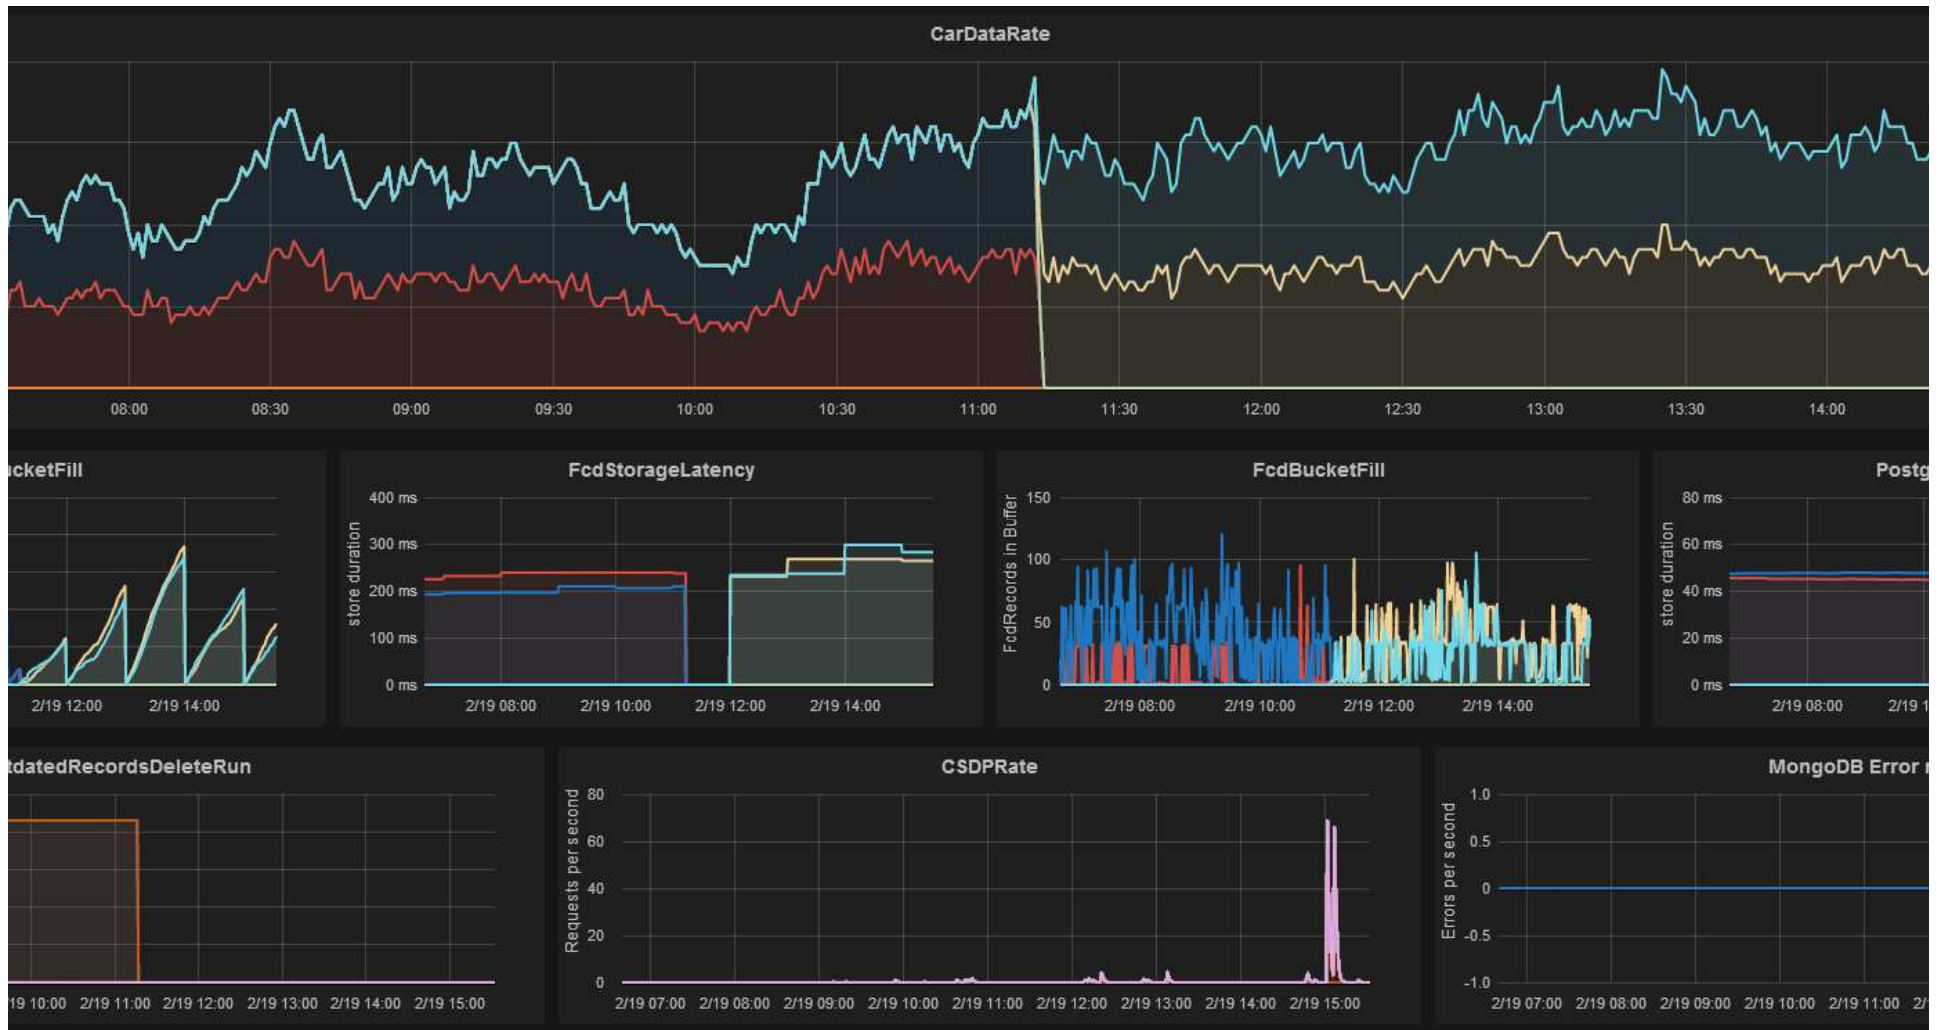 CarDataRate
08:00 08:30 09:00 09:30 10:00 10:30 11:00 11:30 12:00 12:30 13:00 13:30 14:00
ucketFill
2/19 12:00 2/19 14:00
FcdStorageLatency
store duration
400 ms
300 ms
200 ms
100 ms
0 ms
2/19 08:00 2/19 10:00 2/19 12:00 2/19 14:00
FcdBucketFill
FcdRecords in Buffer
150
100
50
0
2/19 08:00 2/19 10:00 2/19 12:00 2/19 14:00
Postg
store duration
80 ms
60 ms
40 ms
20 ms
0 ms
2/19 08:00 2/19 1
tdatedRecordsDeleteRun
/19 10:00 2/19 11:00 2/19 12:00 2/19 13:00 2/19 14:00 2/19 15:00
CSDPRate
Requests per second
80
60
40
20
0
2/19 07:00 2/19 08:00 2/19 09:00 2/19 10:00 2/19 11:00 2/19 12:00 2/19 13:00 2/19 14:00 2/19 15:00
MongoDB Error r
Errors per second
1.0
0.5
0
-0.5
-1.0
2/19 07:00 2/19 08:00 2/19 09:00 2/19 10:00 2/19 11:00 2/